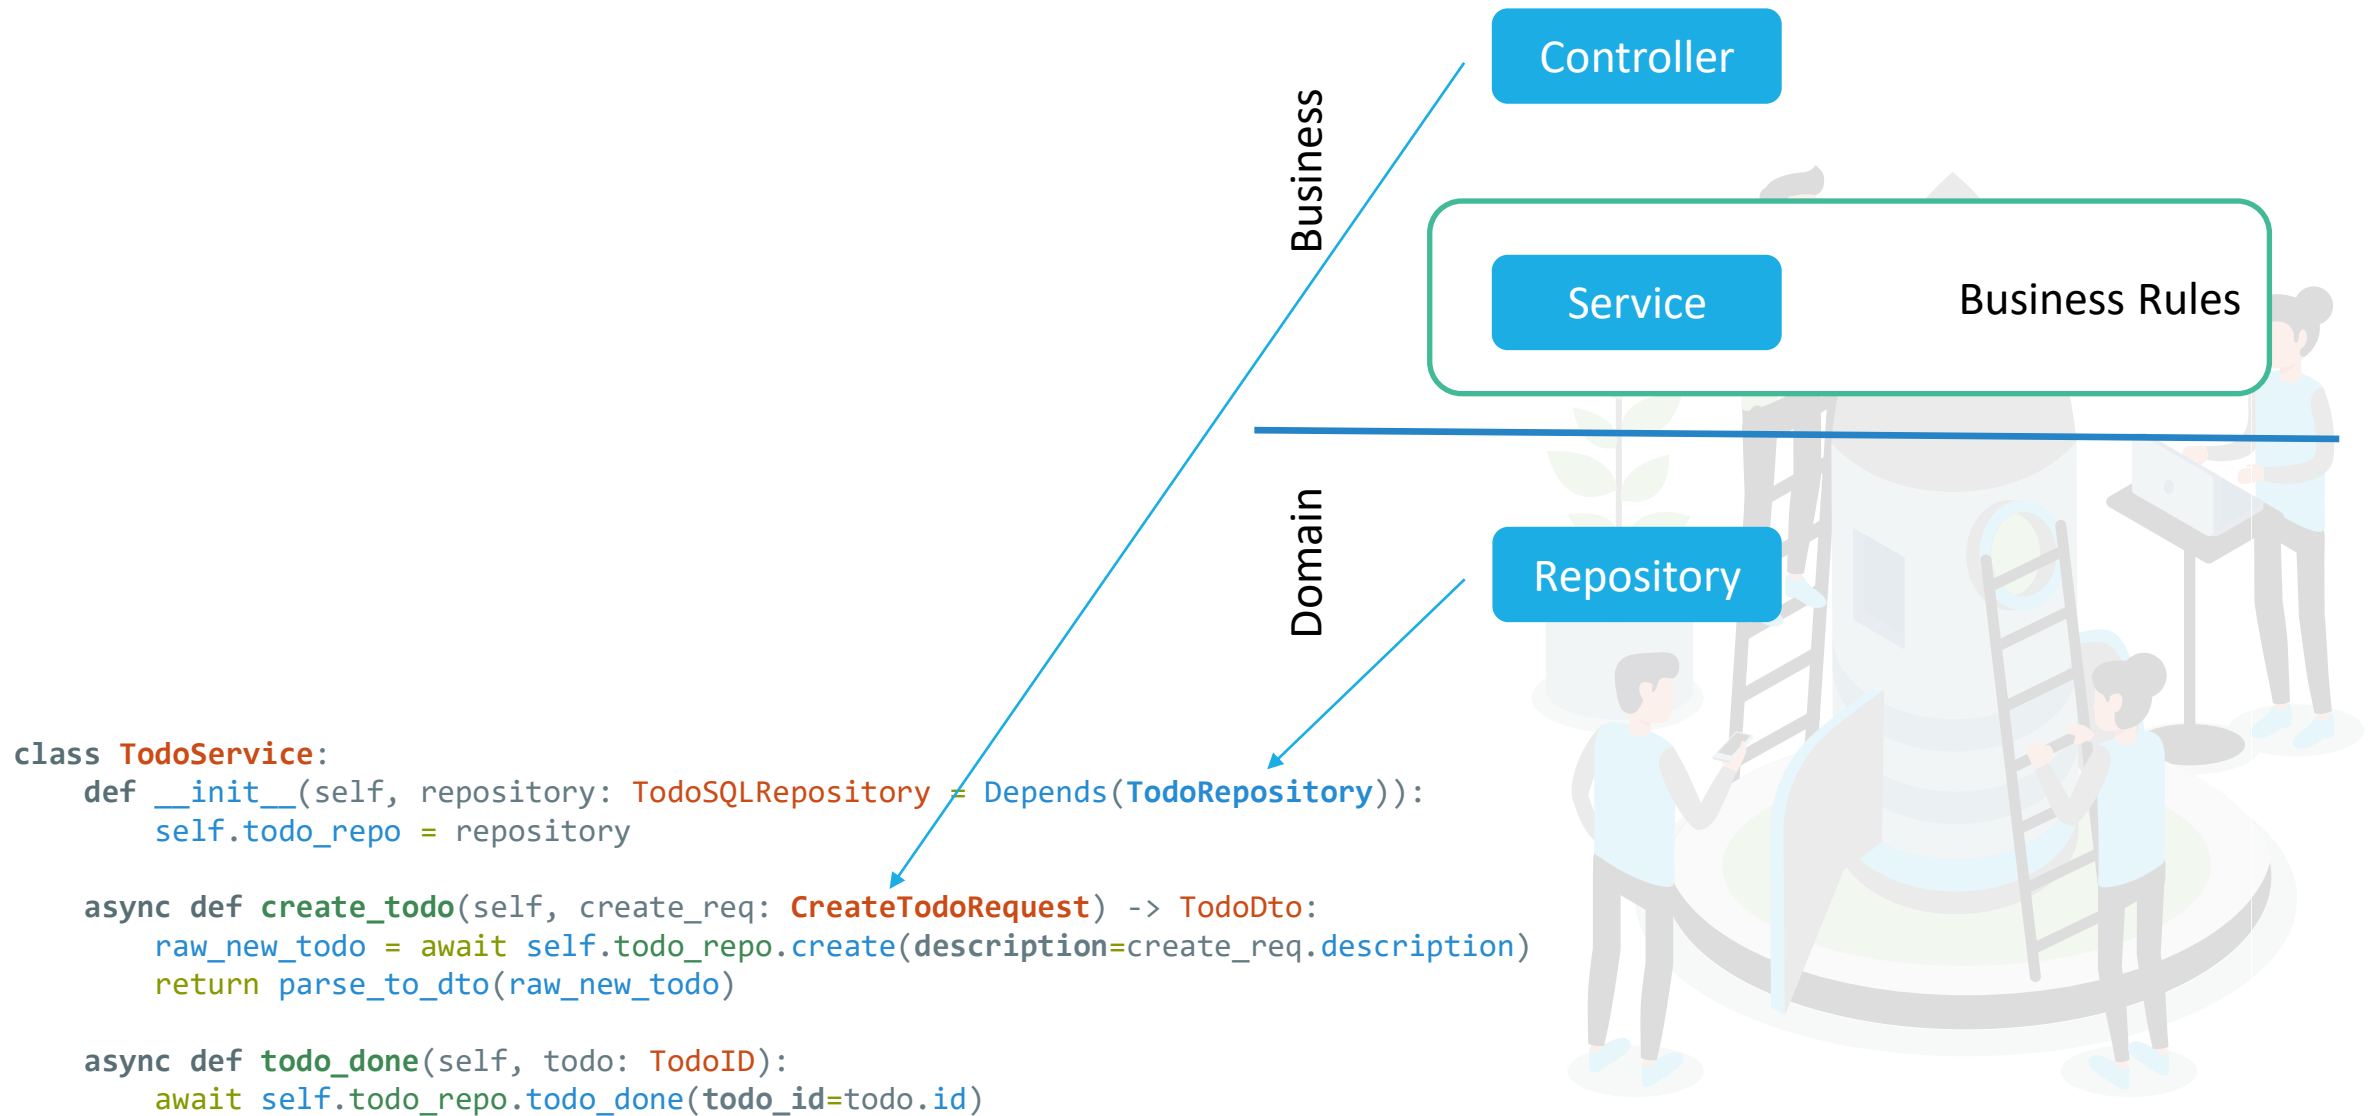 Controller
Business
Service
Business Rules
Domain
Repository
class TodoService:
    def __init__(self, repository: TodoSQLRepository = Depends(TodoRepository)):
        self.todo_repo = repository

    async def create_todo(self, create_req: CreateTodoRequest) -> TodoDto:
        raw_new_todo = await self.todo_repo.create(description=create_req.description)
        return parse_to_dto(raw_new_todo)

    async def todo_done(self, todo: TodoID):
        await self.todo_repo.todo_done(todo_id=todo.id)